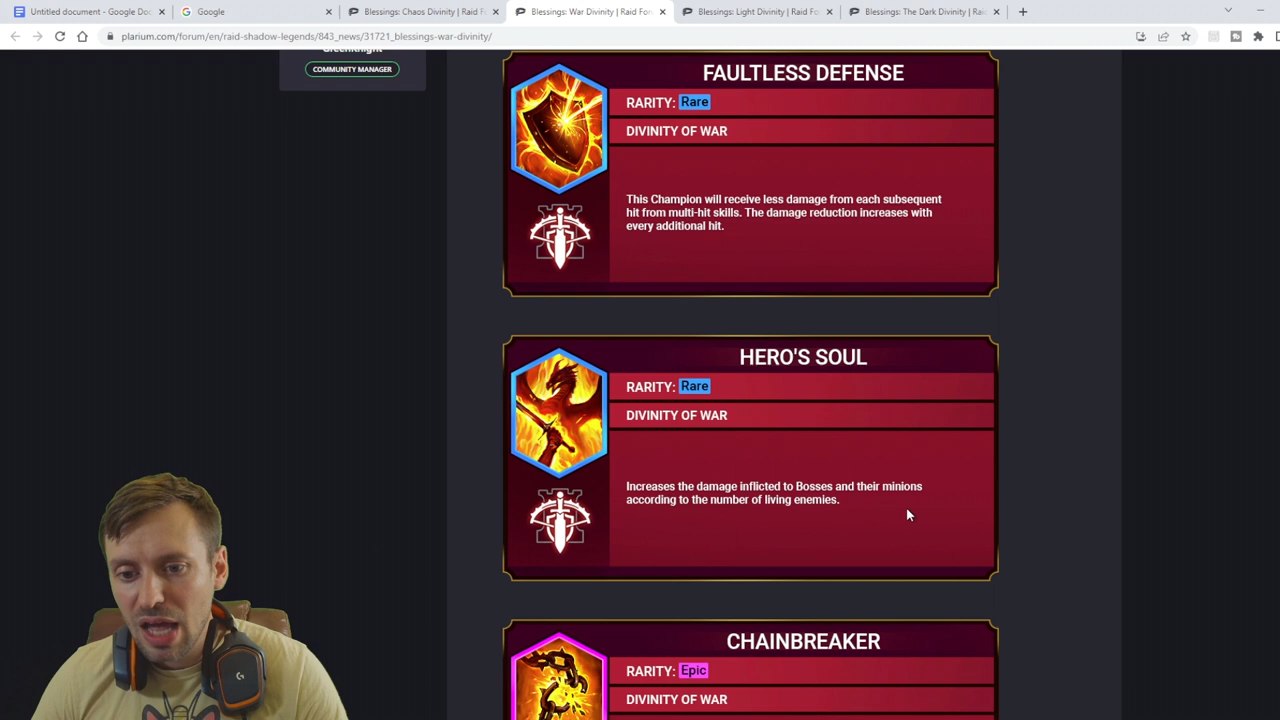 Undocumented document - Google Doc
Google
Blessings: Chaos Divinity | Raid F
Blessings: War Divinity | Raid For
Blessings: Light Divinity | Raid Fo
Blessings: The Dark Divinity | Rai
plarium.com/forum/en/raid-shadow-legends/843_news/31721_blessings-war-divinity/
GreenKnight
COMMUNITY MANAGER
FAULTLESS DEFENSE
RARITY: Rare
DIVINITY OF WAR
This Champion will receive less damage from each subsequent
hit from multi-hit skills. The damage reduction increases with
every additional hit.
HERO'S SOUL
RARITY: Rare
DIVINITY OF WAR
Increases the damage inflicted to Bosses and their minions
according to the number of living enemies.
CHAINBREAKER
RARITY: Epic
DIVINITY OF WAR
G